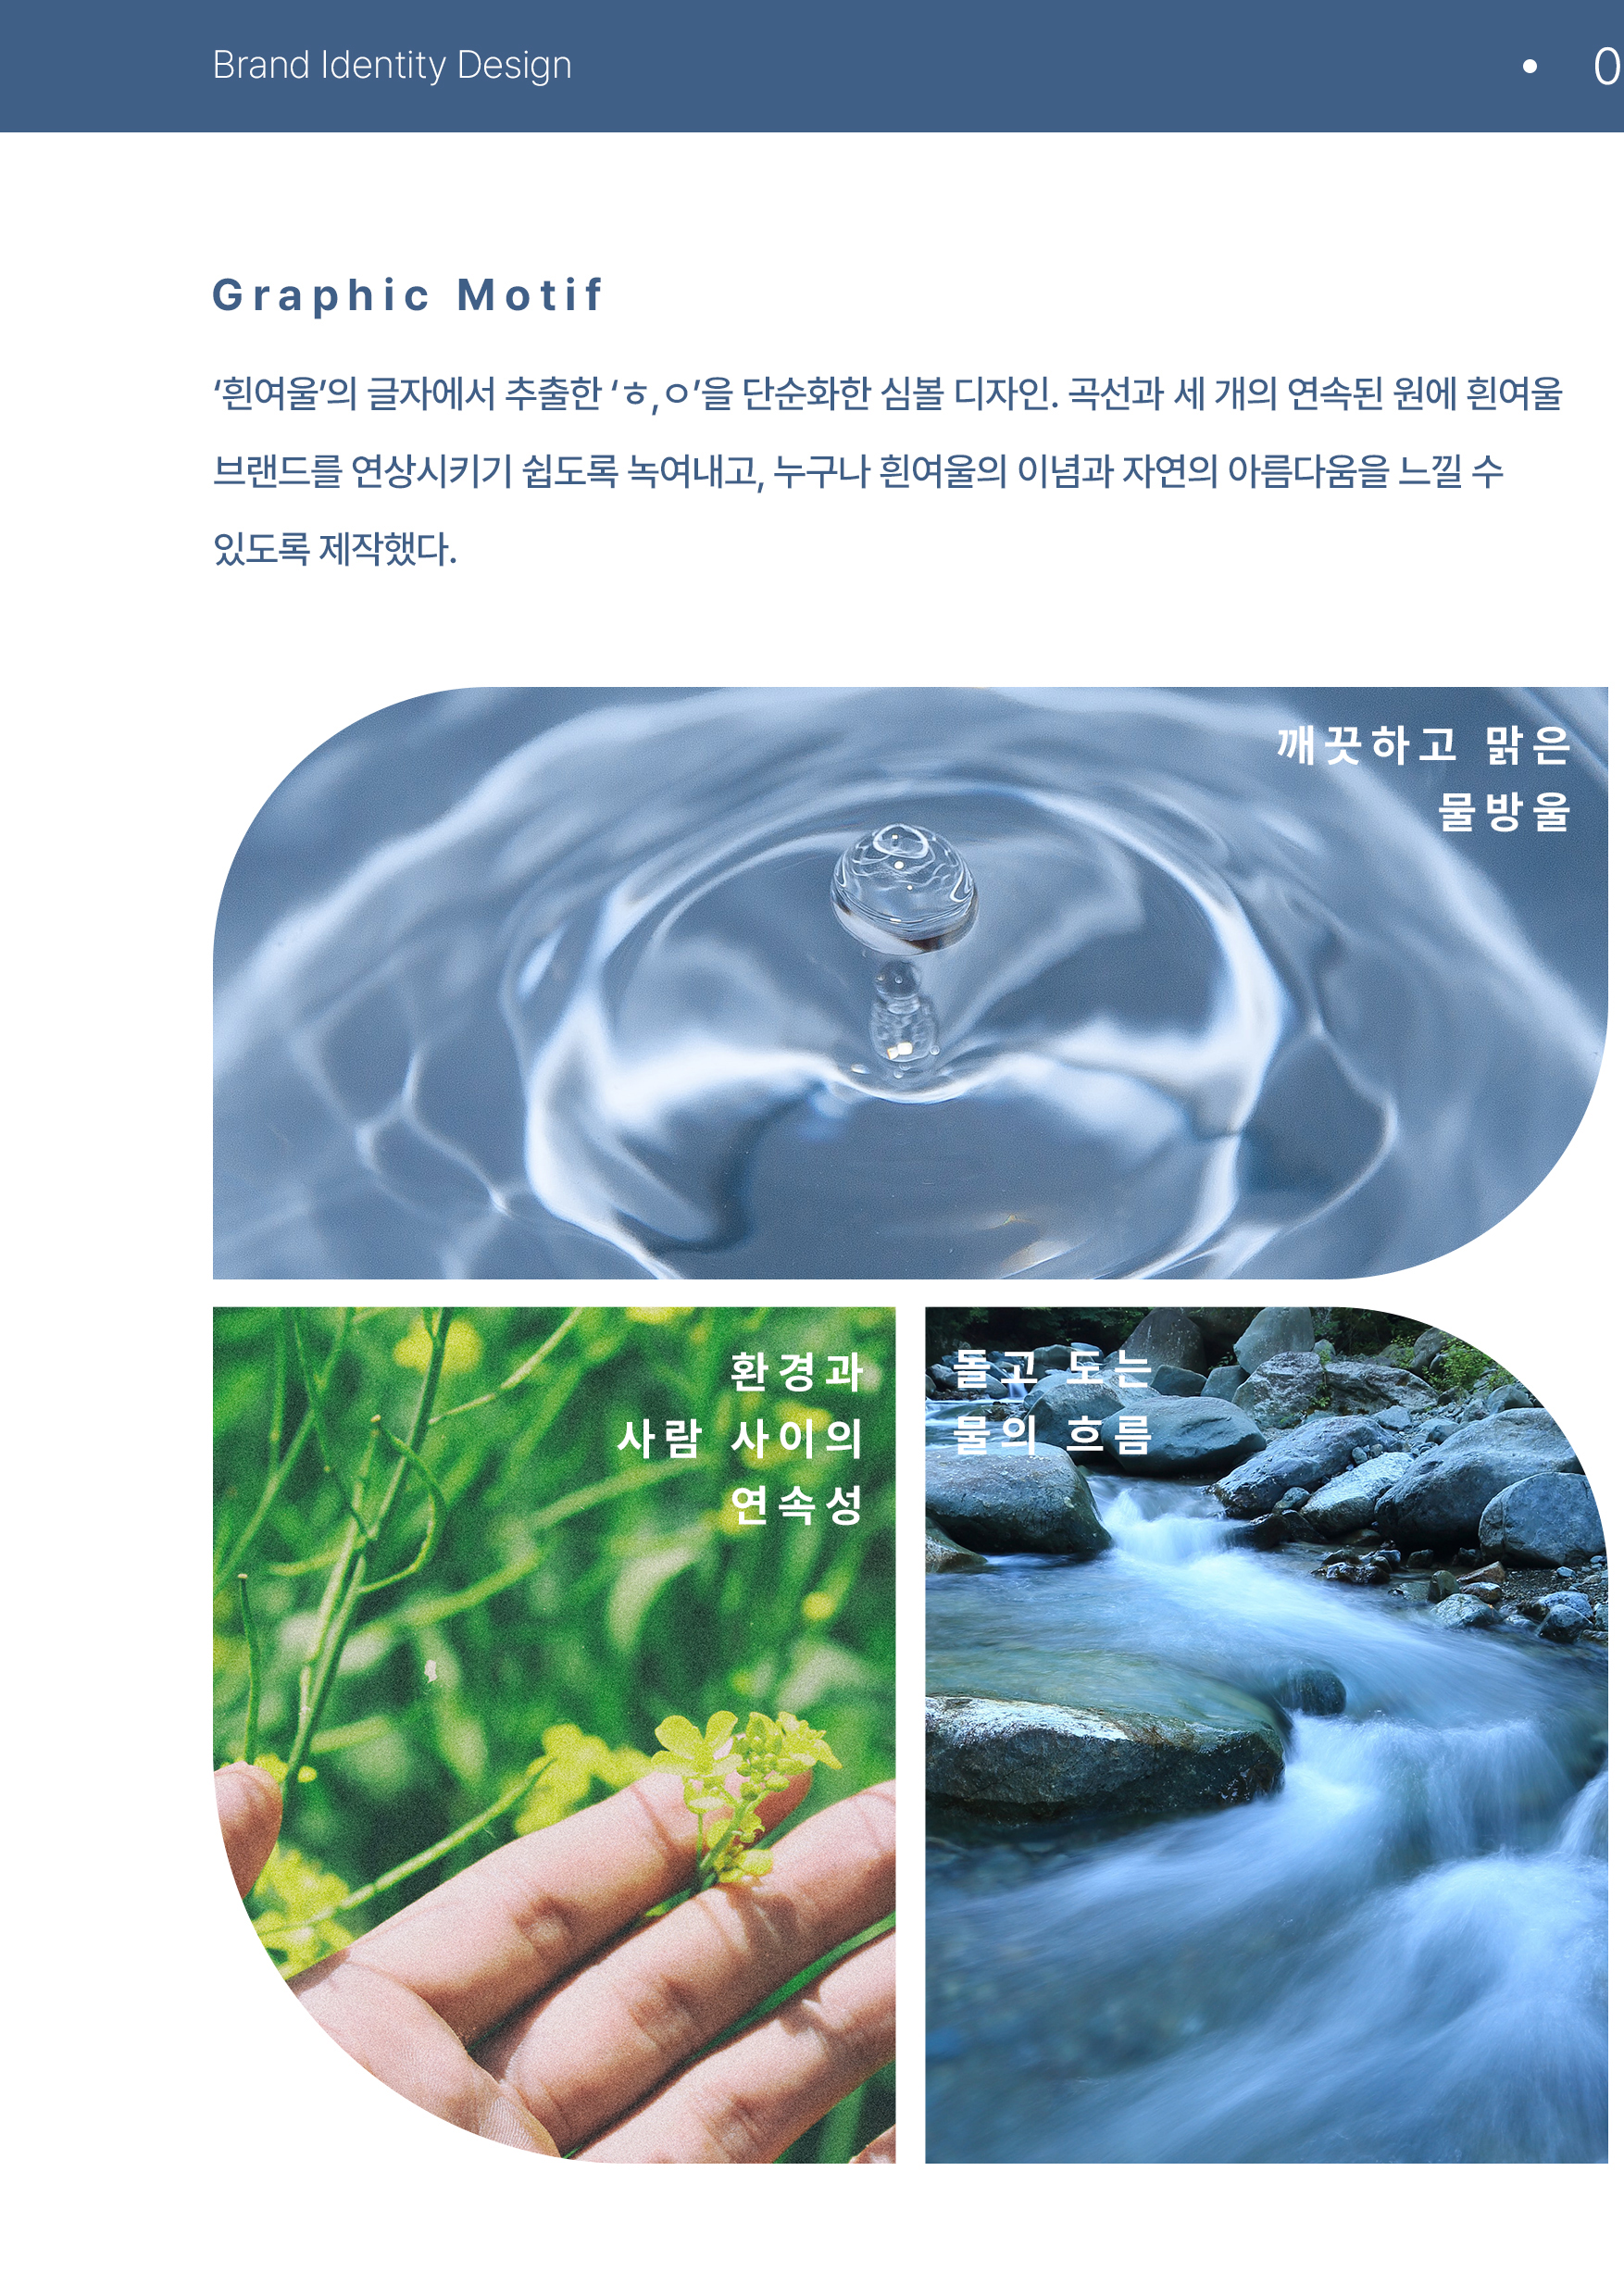 Brand Identity Design
• 0
Graphic Motif
‘흰여울’의 글자에서 추출한 ‘ㅎ,ㅇ’을 단순화한 심볼 디자인. 곡선과 세 개의 연속된 원에 흰여울
브랜드를 연상시키기 쉽도록 녹여내고, 누구나 흰여울의 이념과 자연의 아름다움을 느낄 수
있도록 제작했다.
깨끗하고 맑은
물방울
환경과
사람 사이의
연속성
돌고 도는
물의 흐름